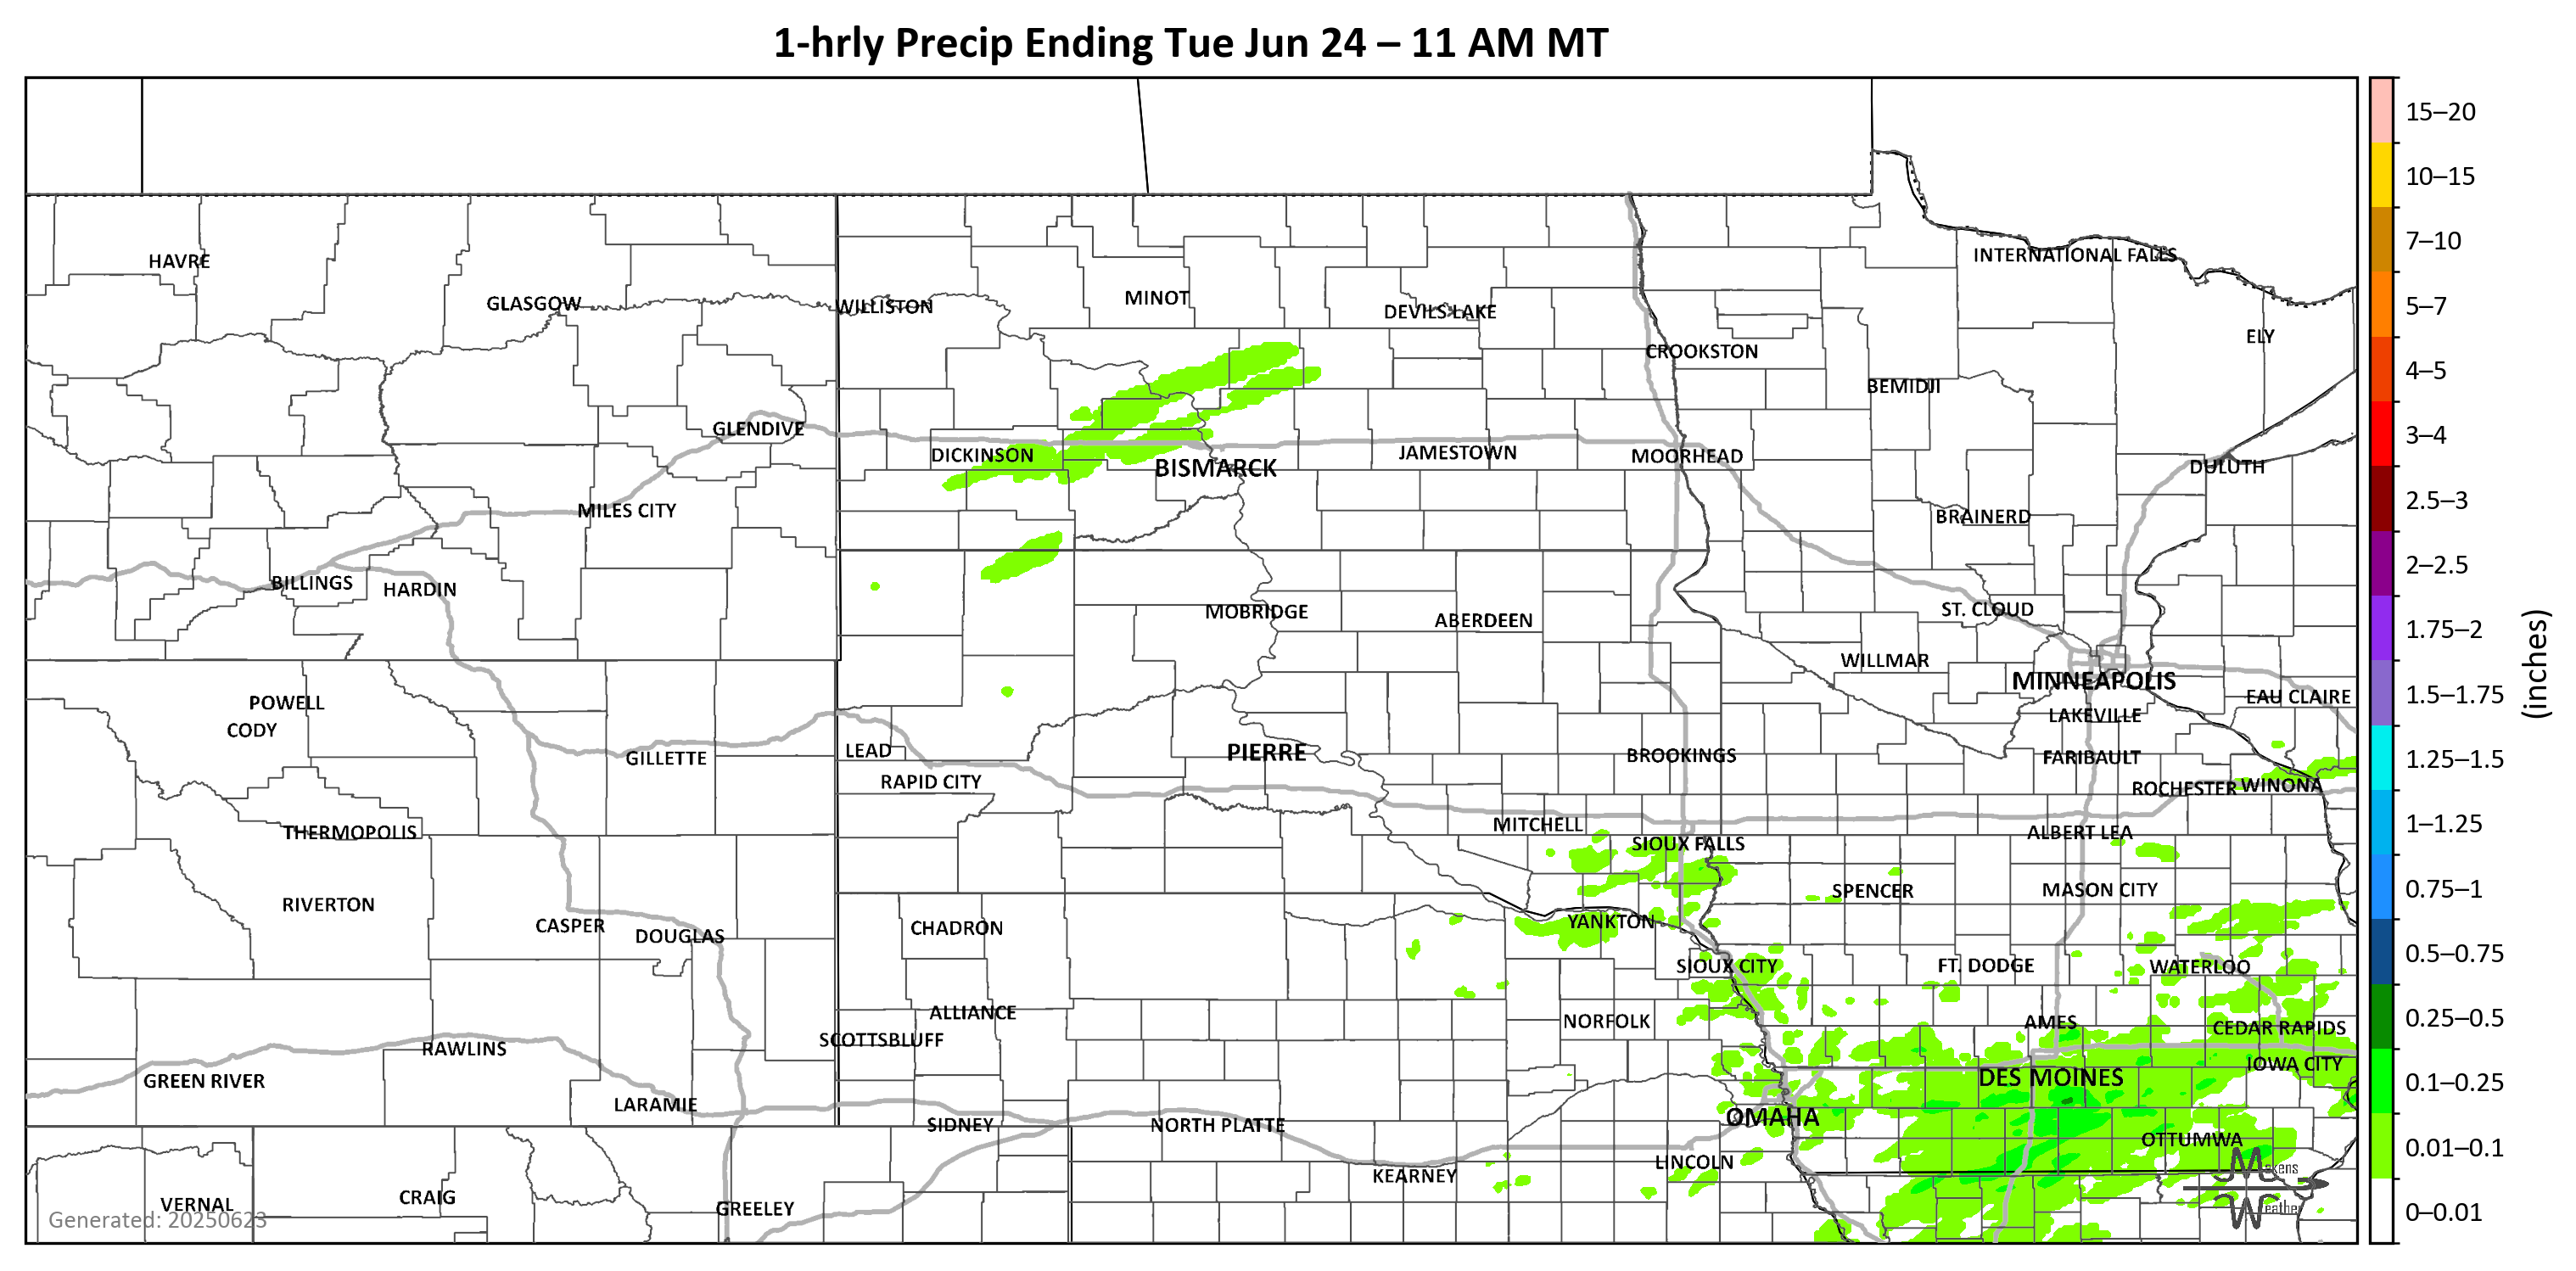 1-hrly Precip Ending Tue Jun 24 – 11 AM MT
15–20
10–15
7–10
5–7
4–5
3–4
2.5–3
2–2.5
1.75–2
1.5–1.75
1.25–1.5
1–1.25
0.75–1
0.5–0.75
0.25–0.5
0.1–0.25
0.01–0.1
0–0.01
(inches)
HAVRE
INTERNATIONAL FALLS
GLASGOW
WILLISTON
MINOT
DEVILS LAKE
ELY
CROOKSTON
BEMIDJI
GLENDIVE
DICKINSON
BISMARCK
JAMESTOWN
MOORHEAD
DULUTH
MILES CITY
BRAINERD
BILLINGS
HARDIN
MOBRIDGE
ABERDEEN
ST. CLOUD
WILLMAR
MINNEAPOLIS
POWELL
CODY
EAU CLAIRE
LAKEVILLE
GILLETTE
LEAD
PIERRE
BROOKINGS
FARIBAULT
RAPID CITY
ROCHESTER
WINONA
THERMOPOLIS
MITCHELL
SIOUX FALLS
ALBERT LEA
RIVERTON
SPENCER
MASON CITY
CASPER
DOUGLAS
CHADRON
YANKTON
SIOUX CITY
FT. DODGE
WATERLOO
ALLIANCE
SCOTTSBLUFF
NORFOLK
AMES
CEDAR RAPIDS
RAWLINS
IOWA CITY
GREEN RIVER
DES MOINES
LARAMIE
SIDNEY
NORTH PLATTE
OMAHA
OTTUMWA
KEARNEY
LINCOLN
VERNAL
CRAIG
GREELEY
Generated: 20250623
Makens
Weather